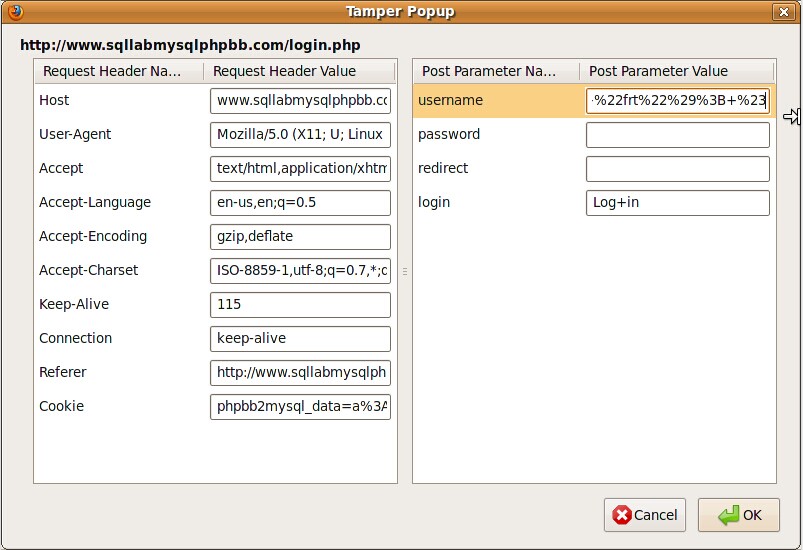 Tamper Popup
http://www.sqllabmysqlphpbb.com/login.php
Request Header Na... Request Header Value
Host www.sqllabmysqlphpbb.cc
User-Agent Mozilla/5.0 (X11; U; Linux
Accept text/html,application/xhtm
Accept-Language en-us,en;q=0.5
Accept-Encoding gzip,deflate
Accept-Charset ISO-8859-1,utf-8;q=0.7,*;q
Keep-Alive 115
Connection keep-alive
Referer http://www.sqllabmysqlph
Cookie phpbb2mysql_data=a%3A
Post Parameter Na... Post Parameter Value
username %22frt%22%29%3B+%23
password
redirect
login Log+in
Cancel OK